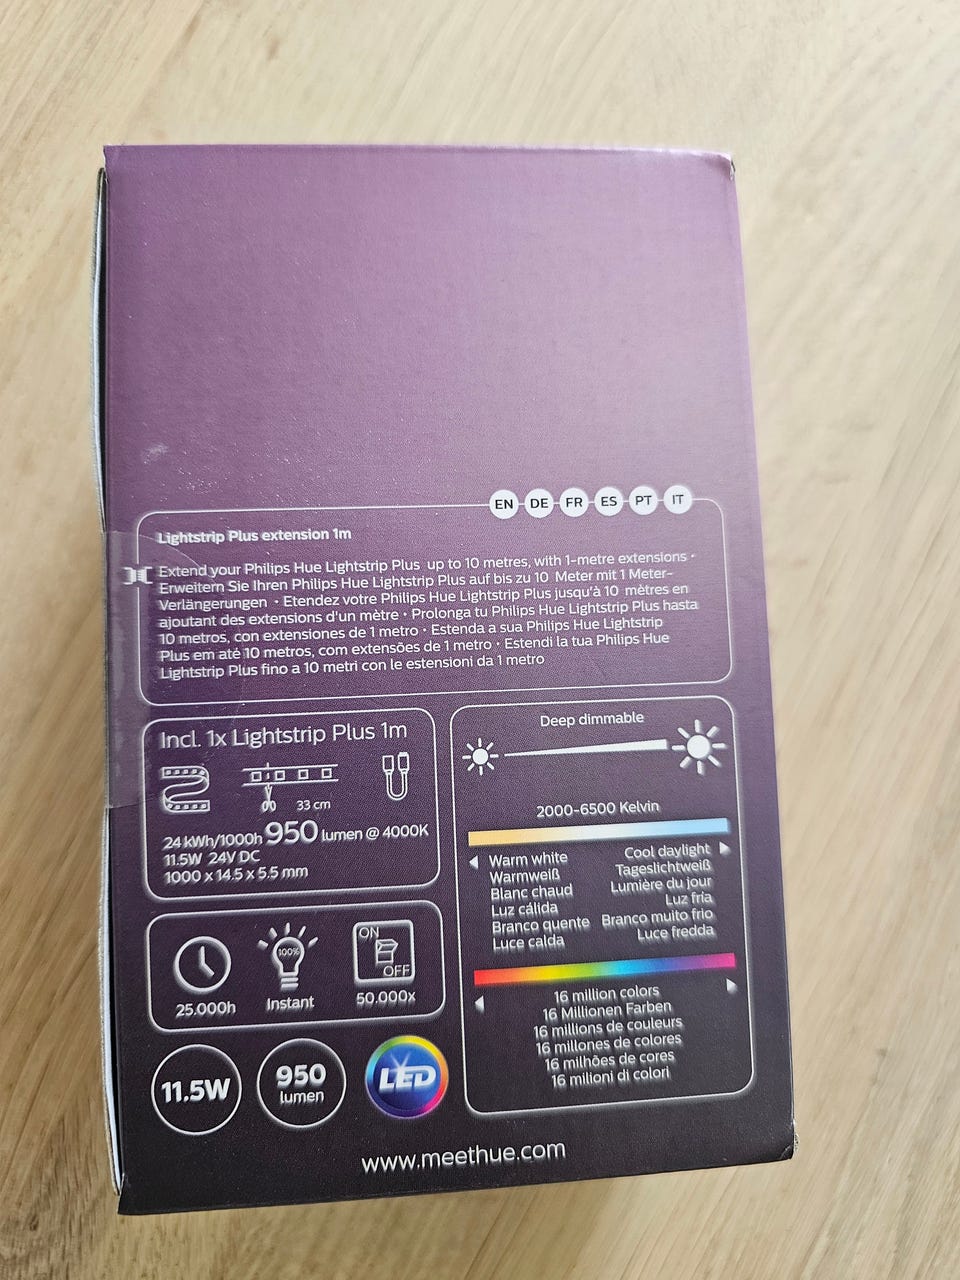 EN DE FR ES PT IT
Lightstrip Plus extension 1m
Extend your Philips Hue Lightstrip Plus up to 10 metres, with 1-metre extensions •
Erweitern Sie Ihren Philips Hue Lightstrip Plus auf bis zu 10 Meter mit 1 Meter-
Verlängerungen • Etendez votre Philips Hue Lightstrip Plus jusqu'à 10 mètres en
ajoutant des extensions d'un mètre • Prolonga tu Philips Hue Lightstrip Plus hasta
10 metros, con extensiones de 1 metro • Estenda a sua Philips Hue Lightstrip
Plus em até 10 metros, com extensões de 1 metro • Estendi la tua Philips Hue
Lightstrip Plus fino a 10 metri con le estensioni da 1 metro
Incl. 1x Lightstrip Plus 1m
33 cm
24 kWh/1000h 950 lumen @ 4000K
11.5W 24V DC
1000 x 14.5 x 5.5 mm
100%
ON
OFF
25.000h
Instant
50.000x
11.5W
950
lumen
LED
Deep dimmable
2000-6500 Kelvin
Warm white
Warmweiß
Blanc chaud
Luz cálida
Branco quente
Luce calda
Cool daylight
Tageslichtweiß
Lumière du jour
Luz fría
Branco muito frio
Luce fredda
16 million colors
16 Millionen Farben
16 millions de couleurs
16 millones de colores
16 milhões de cores
16 milioni di colori
www.meethue.com